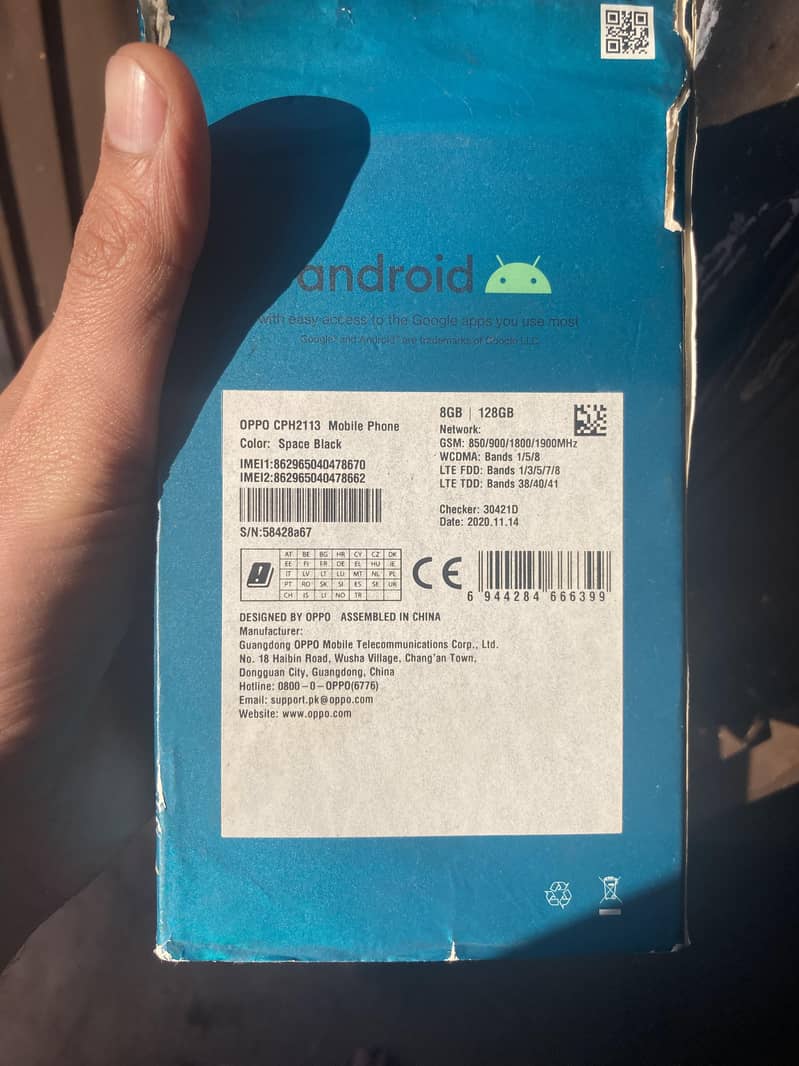 android
with easy access to the Google apps you use most
Google™ and Android™ are trademarks of Google LLC.
OPPO CPH2113 Mobile Phone
Color: Space Black
IMEI1:862965040478670
IMEI2:862965040478662
S/N:58428a67
8GB | 128GB
Network:
GSM: 850/900/1800/1900MHz
WCDMA: Bands 1/5/8
LTE FDD: Bands 1/3/5/7/8
LTE TDD: Bands 38/40/41
Checker: 30421D
Date: 2020.11.14
AT BE BG HR CY CZ DK
EE FI FR DE EL HU IE
IT LV LT LU MT NL PL
PT RO SK SI ES SE UK
CH IS LI NO TR
CE
6 944284 666399
DESIGNED BY OPPO ASSEMBLED IN CHINA
Manufacturer:
Guangdong OPPO Mobile Telecommunications Corp., Ltd.
No. 18 Haibin Road, Wusha Village, Chang'an Town,
Dongguan City, Guangdong, China
Hotline: 0800-0-OPPO(6776)
Email: support.pk@oppo.com
Website: www.oppo.com